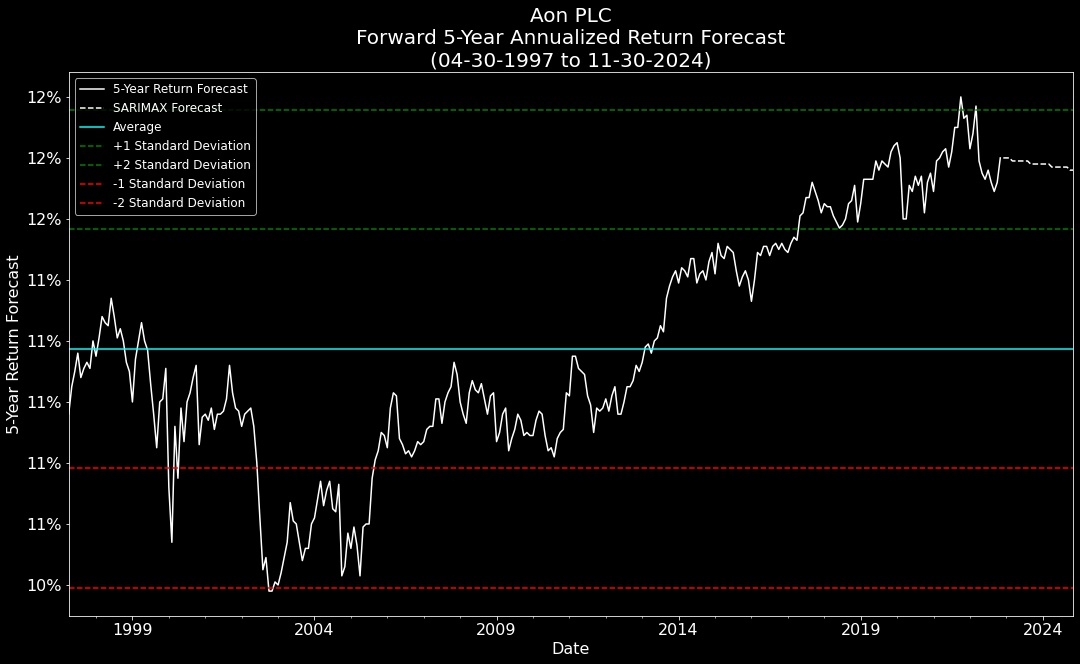 Aon PLC
Forward 5-Year Annualized Return Forecast
(04-30-1997 to 11-30-2024)
5-Year Return Forecast
SARIMAX Forecast
Average
+1 Standard Deviation
+2 Standard Deviation
-1 Standard Deviation
-2 Standard Deviation
5-Year Return Forecast
12%
12%
12%
11%
11%
11%
11%
11%
10%
1999
2004
2009
2014
2019
2024
Date